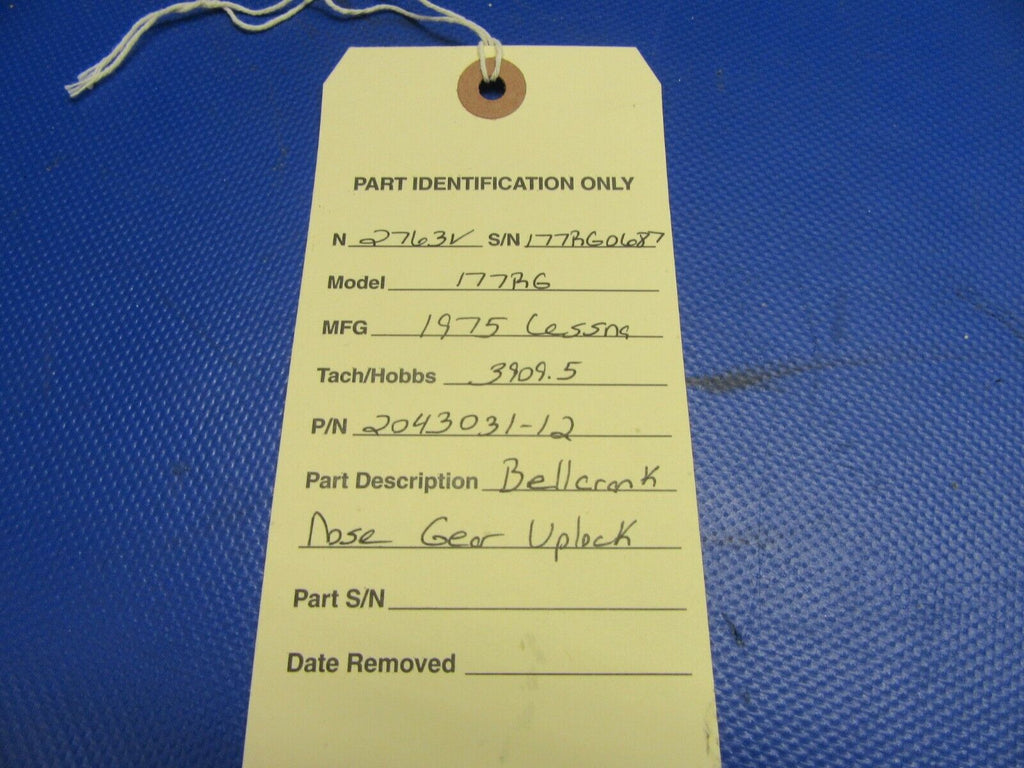 PART IDENTIFICATION ONLY
N 2763V S/N 177RG0687
Model 177RG
MFG 1975 Cessna
Tach/Hobbs 3909.5
P/N 2043031-12
Part Description Bellcrank
Nose Gear Uplock
Part S/N
Date Removed